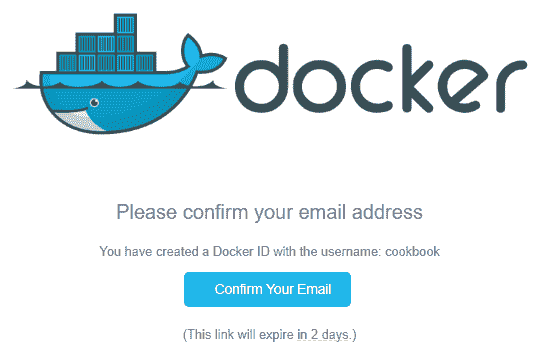 docker
Please confirm your email address
You have created a Docker ID with the username: cookbook
Confirm Your Email
(This link will expire in 2 days.)